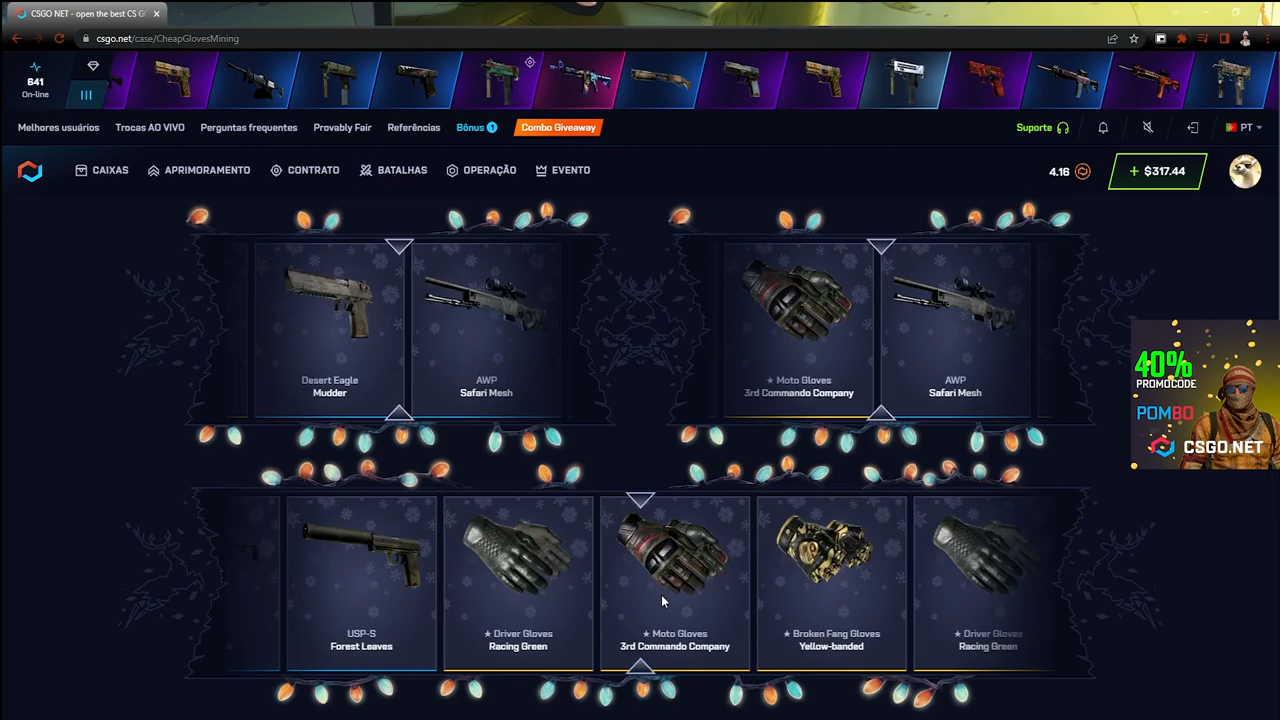 CSGO NET - open the best CS G
csgo.net/case/CheapGlovesMining
641
On-line
Melhores usuários
Trocas AO VIVO
Perguntas frequentes
Provably Fair
Referências
Bônus 1
Combo Giveaway
Suporte
PT
CAIXAS
APRIMORAMENTO
CONTRATO
BATALHAS
OPERAÇÃO
EVENTO
4.16
+ $317.44
Desert Eagle
Mudder
AWP
Safari Mesh
★ Moto Gloves
3rd Commando Company
AWP
Safari Mesh
40%
PROMOCODE
POMBO
CSGO.NET
USP-S
Forest Leaves
★ Driver Gloves
Racing Green
★ Moto Gloves
3rd Commando Company
★ Broken Fang Gloves
Yellow-banded
★ Driver Gloves
Racing Green